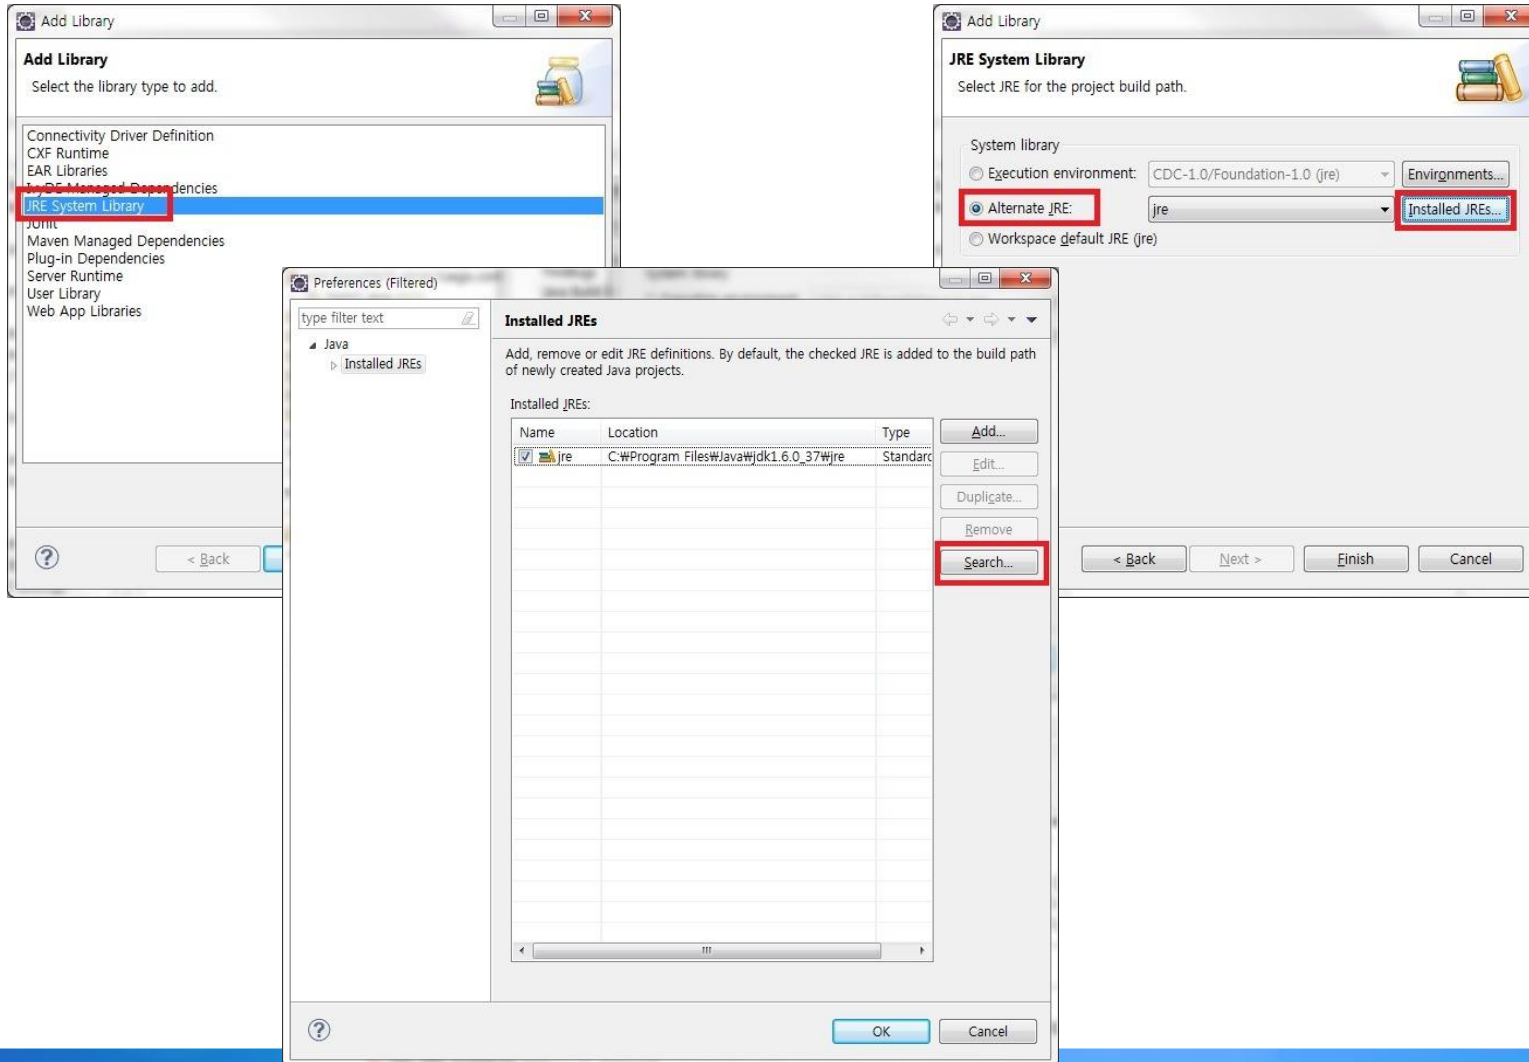 Add Library
Add Library
Select the library type to add.
Connectivity Driver Definition
CXF Runtime
EAR Libraries
IvyDE Managed Dependencies
JRE System Library
JUnit
Maven Managed Dependencies
Plug-in Dependencies
Server Runtime
User Library
Web App Libraries
< Back
Add Library
JRE System Library
Select JRE for the project build path.
System library
Execution environment: CDC-1.0/Foundation-1.0 (jre) Environments...
Alternate JRE: jre Installed JREs...
Workspace default JRE (jre)
< Back Next > Finish Cancel
Preferences (Filtered)
type filter text
Java
Installed JREs
Installed JREs
Add, remove or edit JRE definitions. By default, the checked JRE is added to the build path
of newly created Java projects.
Installed JREs:
Name Location Type
jre C:₩Program Files₩Java₩jdk1.6.0_37₩jre Standard
Add...
Edit...
Duplicate...
Remove
Search...
OK Cancel